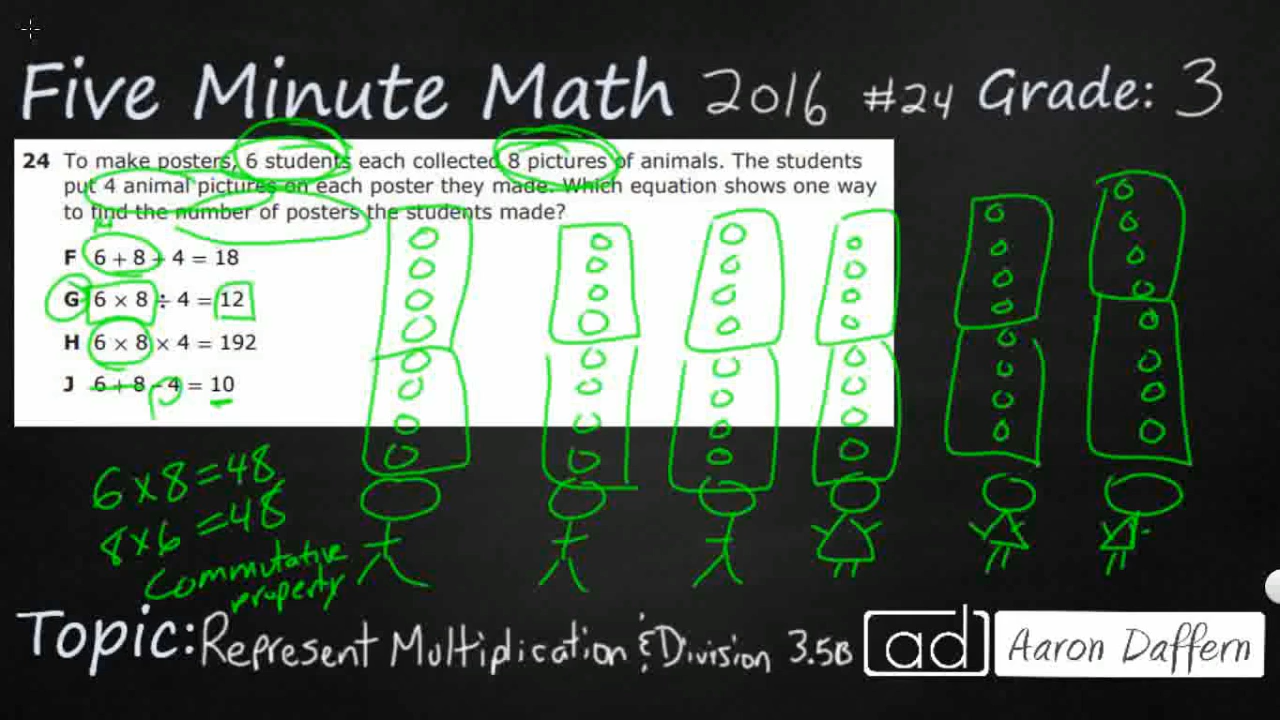 Five Minute Math 2016 #24 Grade: 3
24 To make posters, 6 students each collected 8 pictures of animals. The students
put 4 animal pictures on each poster they made. Which equation shows one way
to find the number of posters the students made?
F 6 + 8 + 4 = 18
G 6 × 8 ÷ 4 = 12
H 6 × 8 × 4 = 192
J 6 + 8 - 4 = 10
6×8=48
8×6=48
Commutative
property
Topic: Represent Multiplication & Division 3.5B
ad Aaron Daffern